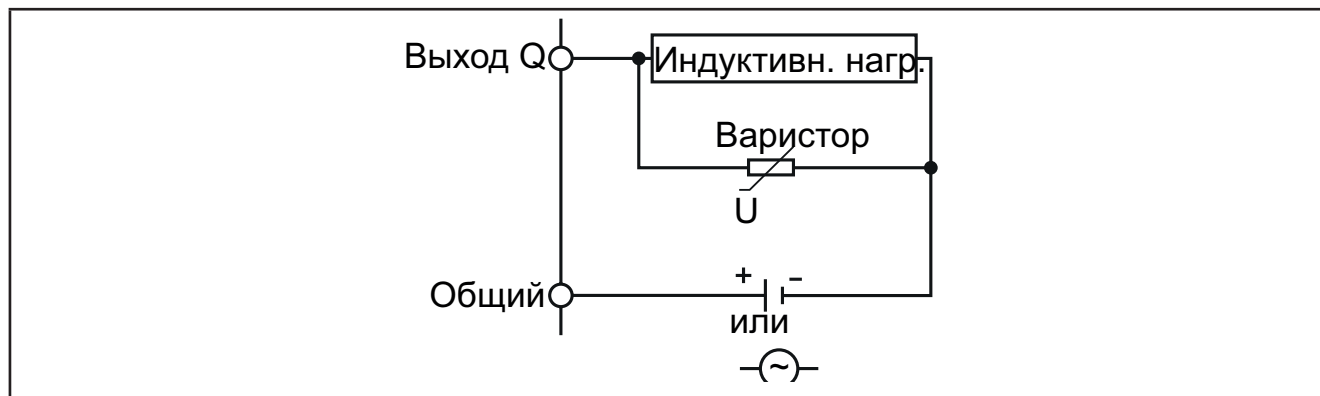 Выход Q
Индуктивн. нагр.
Варистор
U
Общий
+ -
или
~